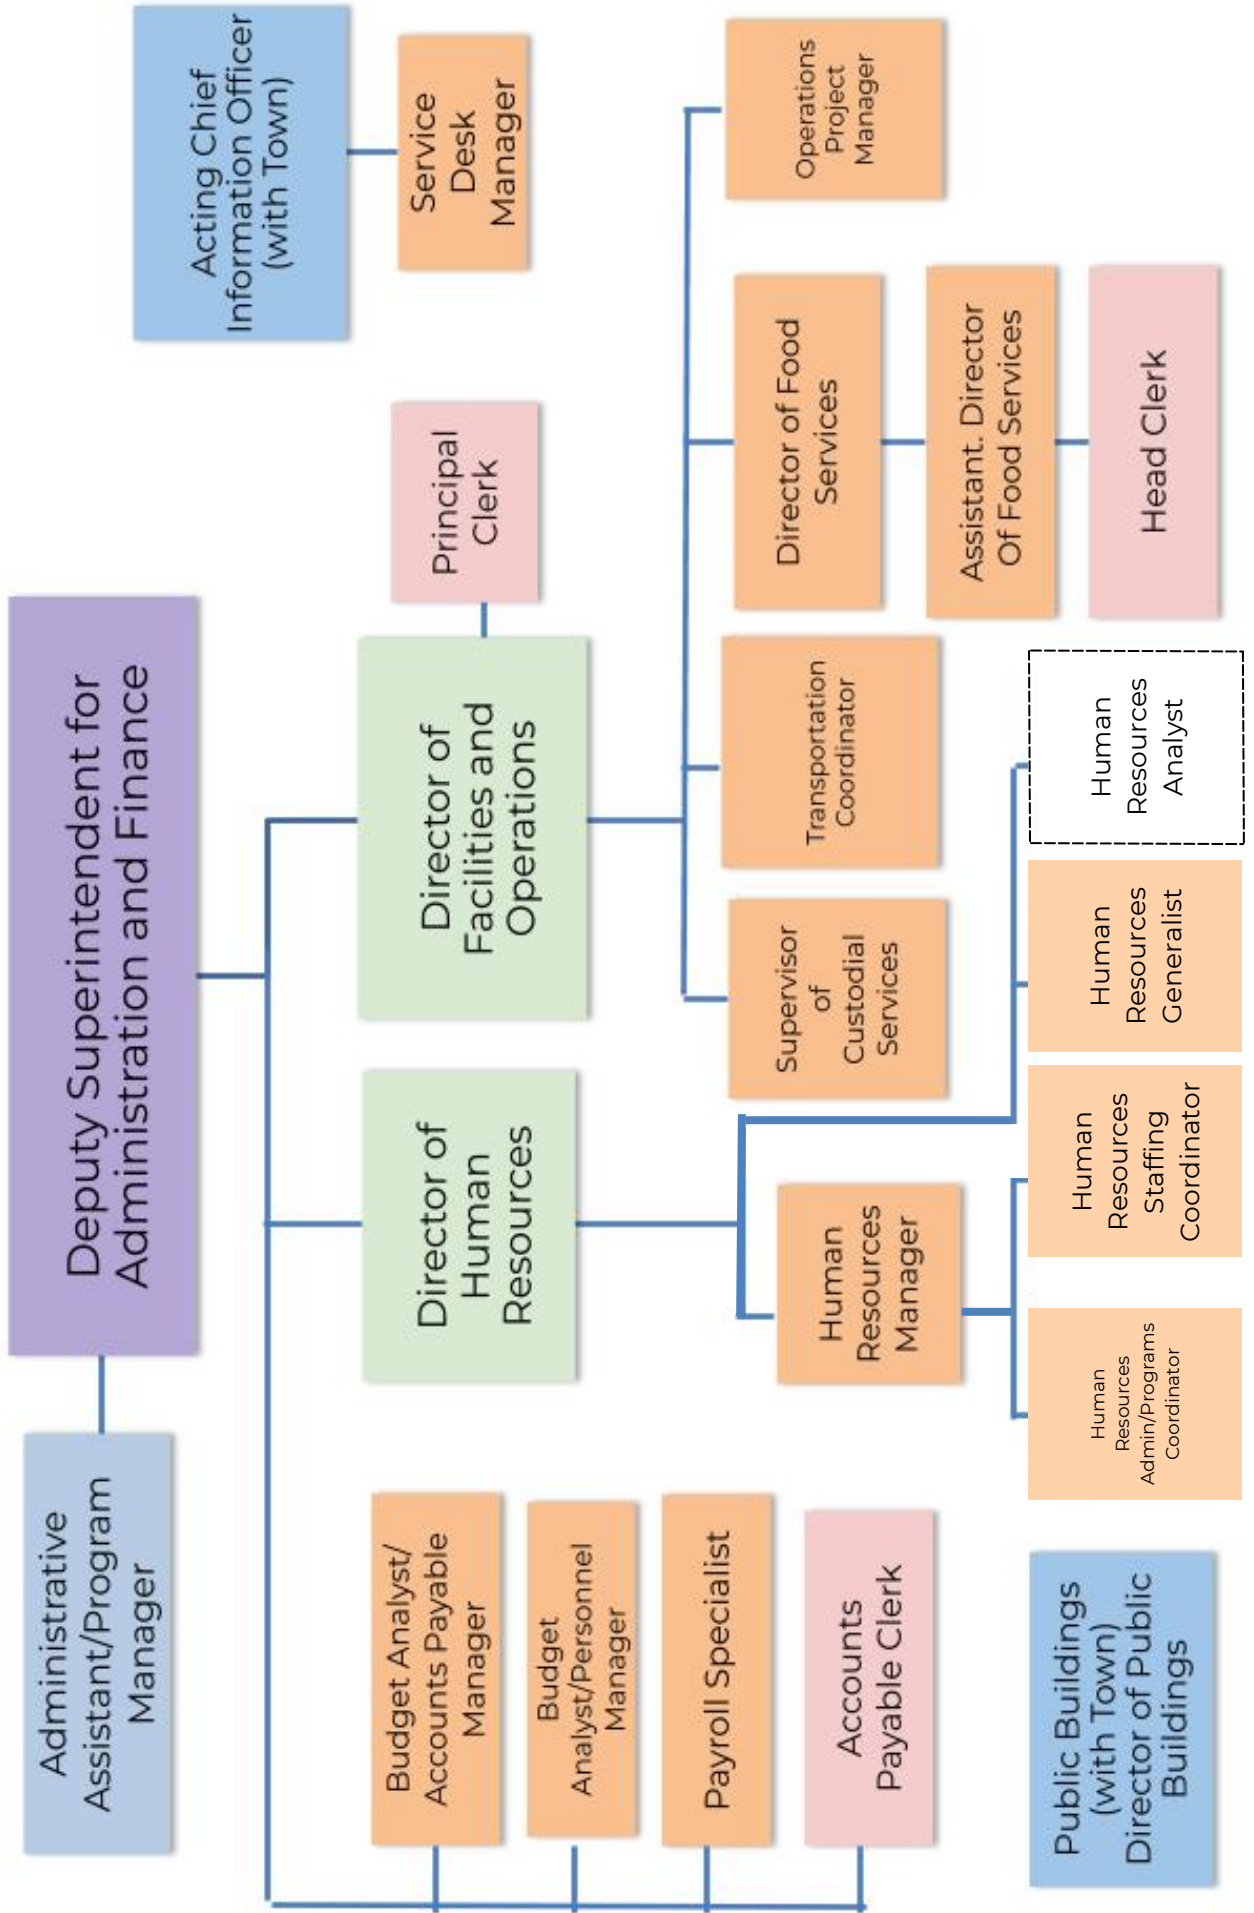 Administrative
Assistant/Program
Manager
Deputy Superintendent for
Administration and Finance
Acting Chief
Information Officer
(with Town)
Service
Desk
Manager
Budget Analyst/
Accounts Payable
Manager
Budget
Analyst/Personnel
Manager
Payroll Specialist
Accounts
Payable Clerk
Director of
Human
Resources
Director of
Facilities and
Operations
Principal
Clerk
Human
Resources
Manager
Supervisor
of
Custodial
Services
Transportation
Coordinator
Director of Food
Services
Operations
Project
Manager
Assistant. Director
Of Food Services
Head Clerk
Public Buildings
(with Town)
Director of Public
Buildings
Human
Resources
Admin/Programs
Coordinator
Human
Resources
Staffing
Coordinator
Human
Resources
Generalist
Human
Resources
Analyst